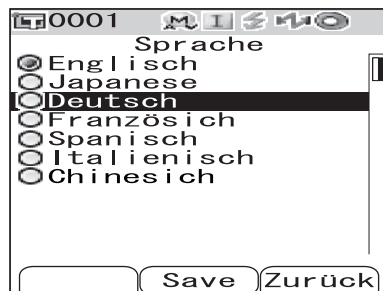 0001 M I
Sprache
Englisch
Japanese
Deutsch
Französich
Spanisch
Italienisch
Chinesich
Save Zurück